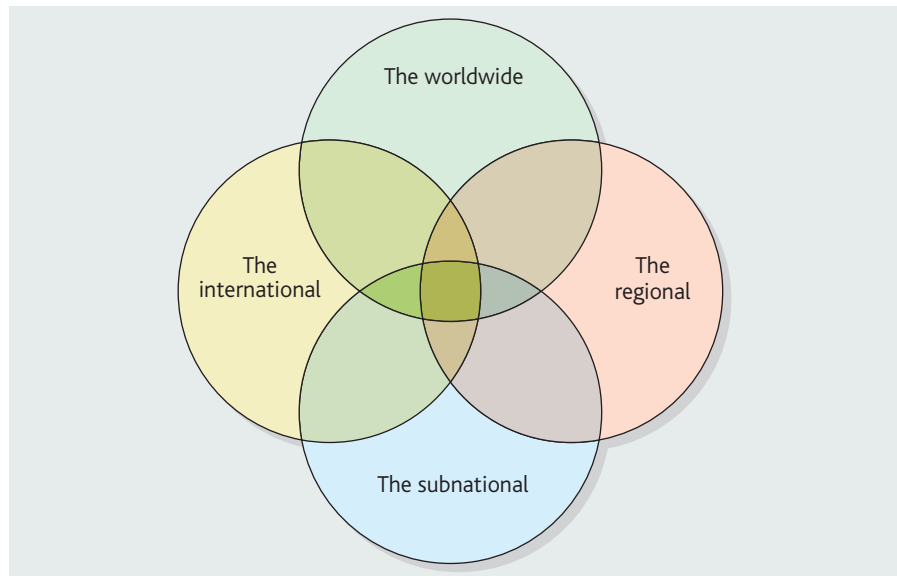 The worldwide
The
international
The
regional
The subnational